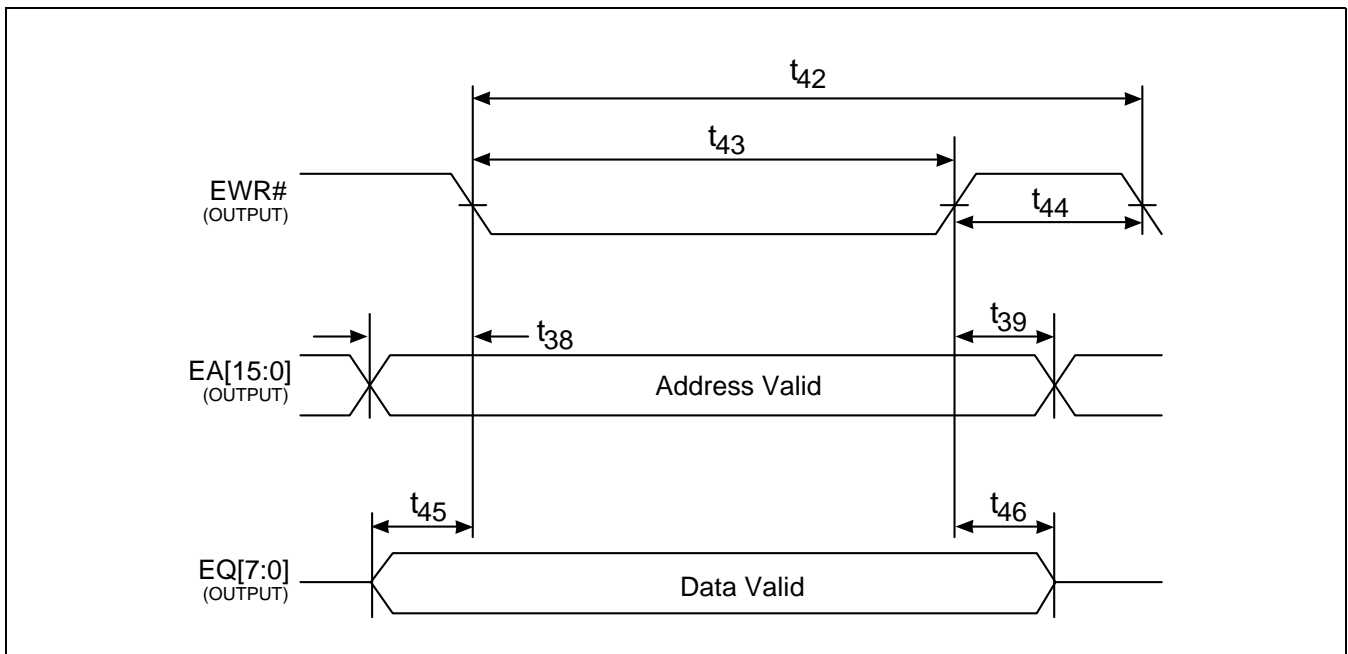 t42
t43
EWR#
(OUTPUT)
t44
t38
t39
EA[15:0]
(OUTPUT)
Address Valid
t45
t46
EQ[7:0]
(OUTPUT)
Data Valid